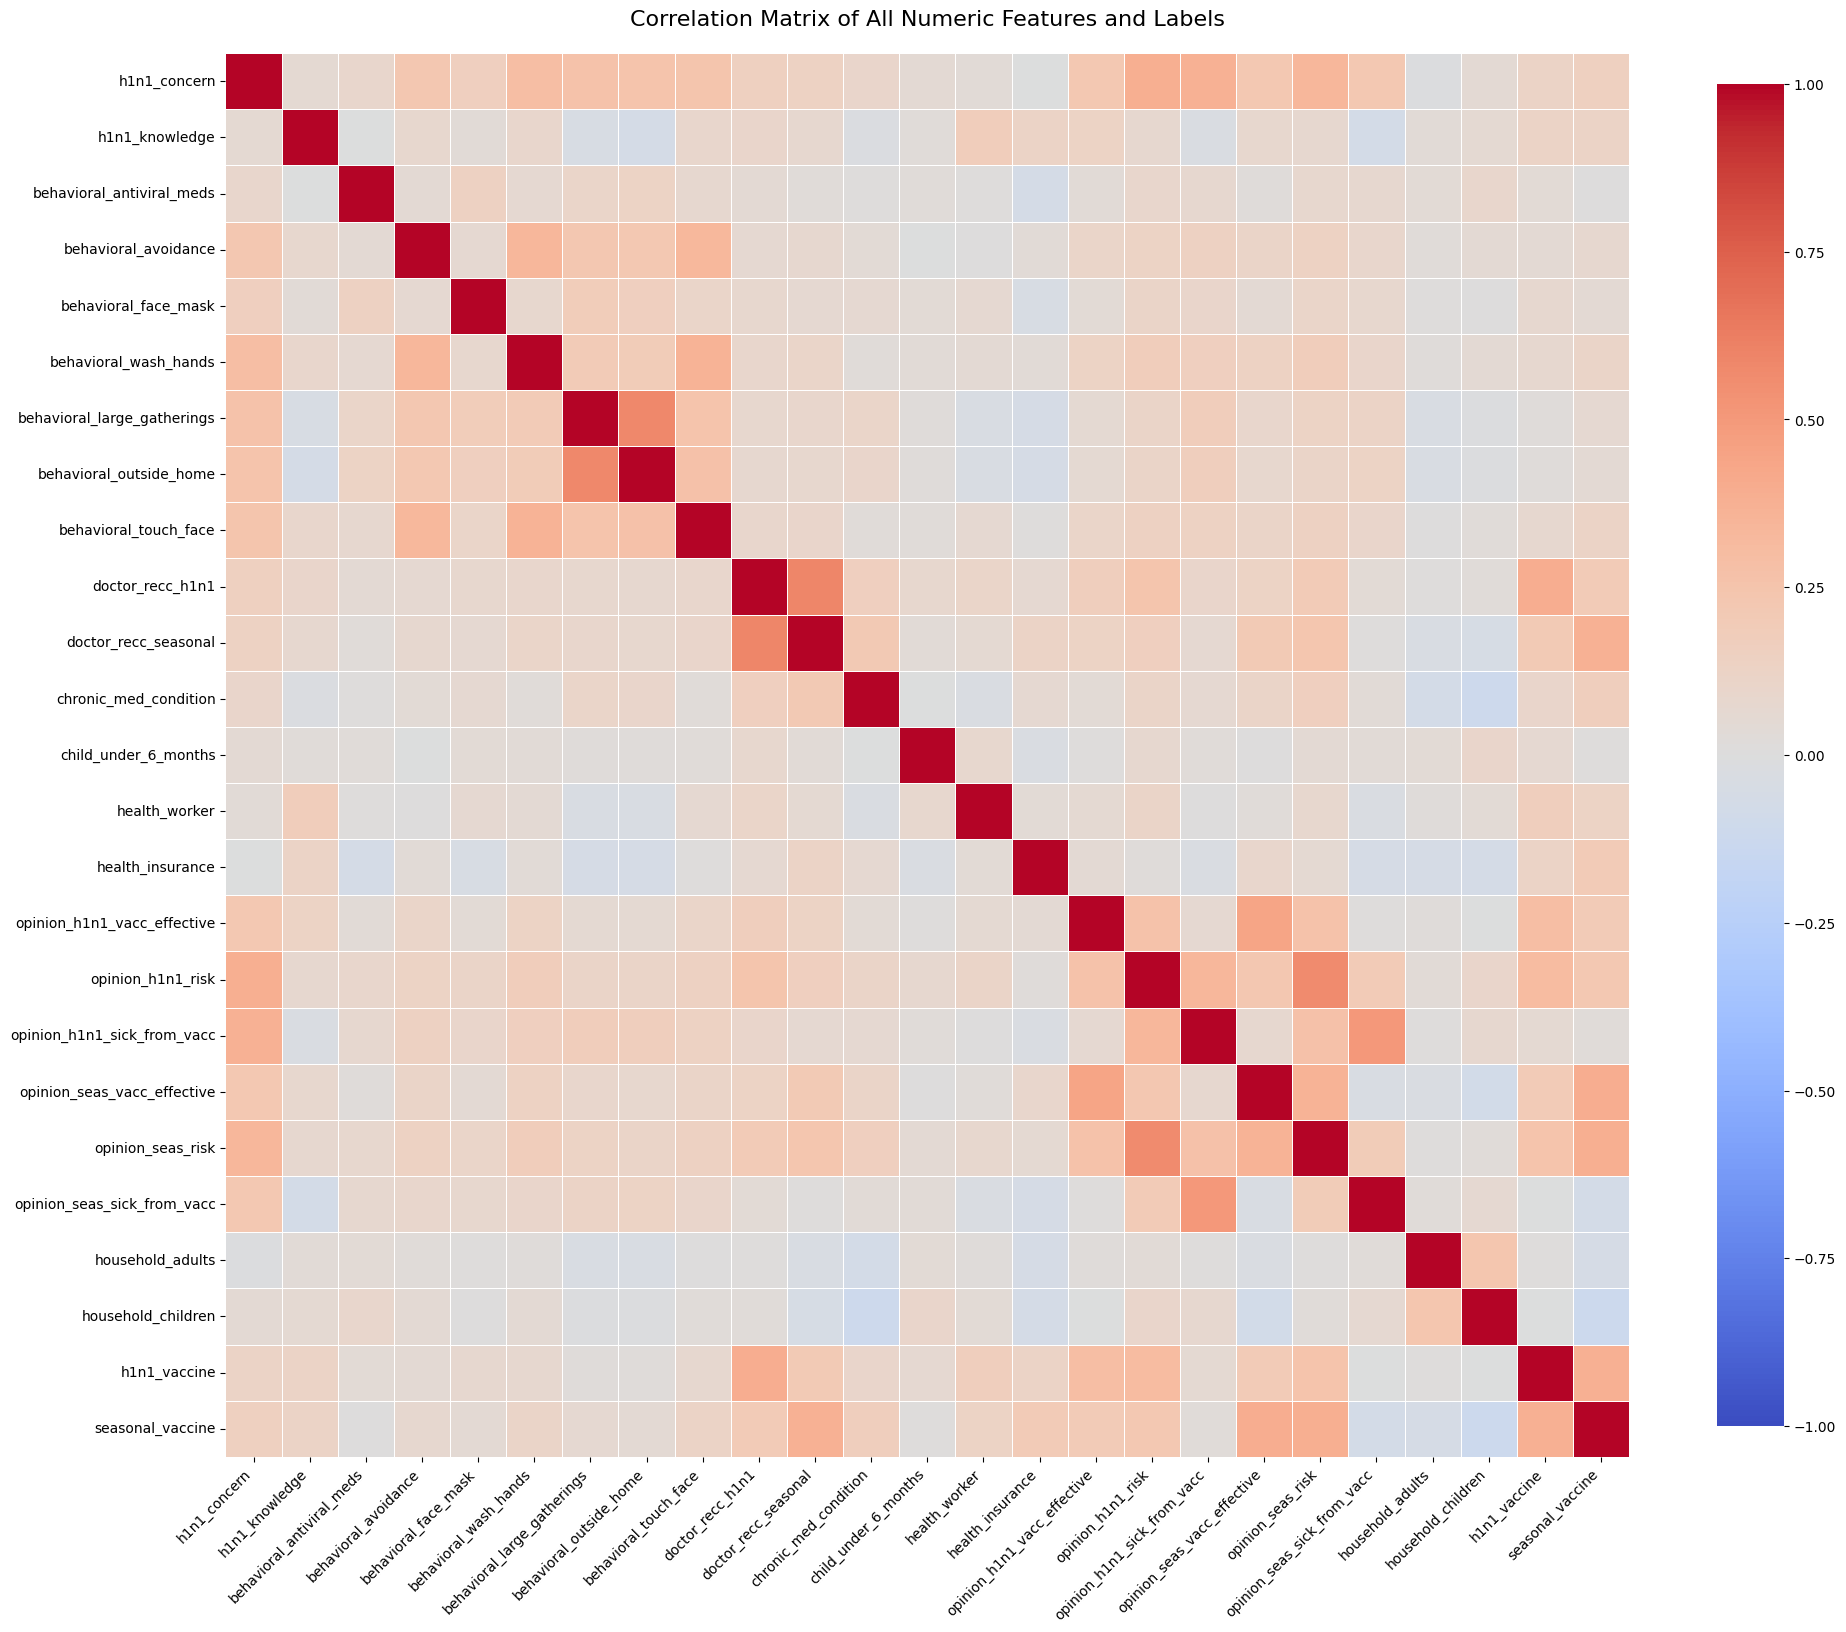 Correlation Matrix of All Numeric Features and Labels
h1n1_concern
h1n1_knowledge
behavioral_antiviral_meds
behavioral_avoidance
behavioral_face_mask
behavioral_wash_hands
behavioral_large_gatherings
behavioral_outside_home
behavioral_touch_face
doctor_recc_h1n1
doctor_recc_seasonal
chronic_med_condition
child_under_6_months
health_worker
health_insurance
opinion_h1n1_vacc_effective
opinion_h1n1_risk
opinion_h1n1_sick_from_vacc
opinion_seas_vacc_effective
opinion_seas_risk
opinion_seas_sick_from_vacc
household_adults
household_children
h1n1_vaccine
seasonal_vaccine
h1n1_concern
h1n1_knowledge
behavioral_antiviral_meds
behavioral_avoidance
behavioral_face_mask
behavioral_wash_hands
behavioral_large_gatherings
behavioral_outside_home
behavioral_touch_face
doctor_recc_h1n1
doctor_recc_seasonal
chronic_med_condition
child_under_6_months
health_worker
health_insurance
opinion_h1n1_vacc_effective
opinion_h1n1_risk
opinion_h1n1_sick_from_vacc
opinion_seas_vacc_effective
opinion_seas_risk
opinion_seas_sick_from_vacc
household_adults
household_children
h1n1_vaccine
seasonal_vaccine
1.00
0.75
0.50
0.25
0.00
−0.25
−0.50
−0.75
−1.00